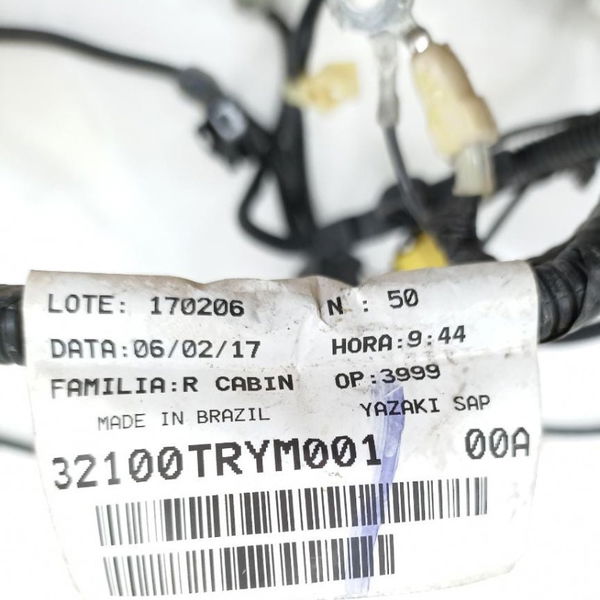 LOTE: 170206 N : 50
DATA:06/02/17 HORA:9:44
FAMILIA:R CABIN OP:3999
MADE IN BRAZIL YAZAKI SAP
32100TRYM001 00A